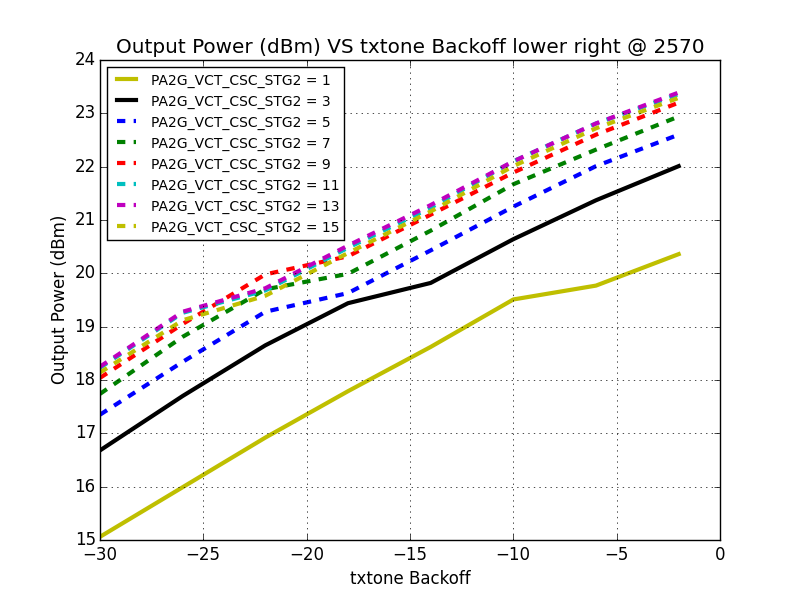 Output Power (dBm) VS txtone Backoff lower right @ 2570
24
23
22
21
20
19
18
17
16
15
Output Power (dBm)
PA2G_VCT_CSC_STG2 = 1
PA2G_VCT_CSC_STG2 = 3
PA2G_VCT_CSC_STG2 = 5
PA2G_VCT_CSC_STG2 = 7
PA2G_VCT_CSC_STG2 = 9
PA2G_VCT_CSC_STG2 = 11
PA2G_VCT_CSC_STG2 = 13
PA2G_VCT_CSC_STG2 = 15
−30 −25 −20 −15 −10 −5 0
txtone Backoff